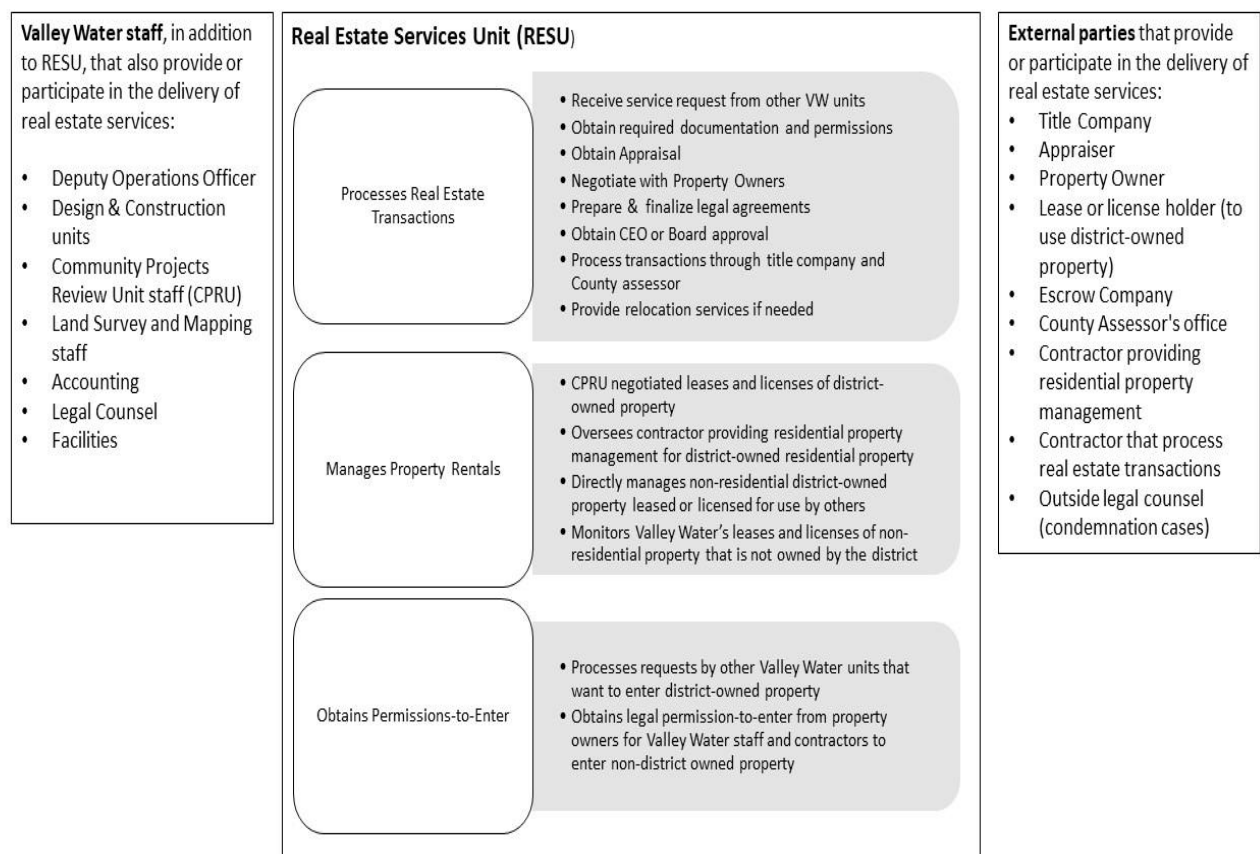 Valley Water staff, in addition
to RESU, that also provide or
participate in the delivery of
real estate services:
• Deputy Operations Officer
• Design & Construction
units
• Community Projects
Review Unit staff (CPRU)
• Land Survey and Mapping
staff
• Accounting
• Legal Counsel
• Facilities
Real Estate Services Unit (RESU)
Processes Real Estate
Transactions
• Receive service request from other VW units
• Obtain required documentation and permissions
• Obtain Appraisal
• Negotiate with Property Owners
• Prepare & finalize legal agreements
• Obtain CEO or Board approval
• Process transactions through title company and
County assessor
• Provide relocation services if needed
Manages Property Rentals
• CPRU negotiated leases and licenses of district-
owned property
• Oversees contractor providing residential property
management for district-owned residential property
• Directly manages non-residential district-owned
property leased or licensed for use by others
• Monitors Valley Water’s leases and licenses of non-
residential property that is not owned by the district
Obtains Permissions-to-Enter
• Processes requests by other Valley Water units that
want to enter district-owned property
• Obtains legal permission-to-enter from property
owners for Valley Water staff and contractors to
enter non-district owned property
External parties that provide
or participate in the delivery of
real estate services:
• Title Company
• Appraiser
• Property Owner
• Lease or license holder (to
use district-owned
property)
• Escrow Company
• County Assessor's office
• Contractor providing
residential property
management
• Contractor that process
real estate transactions
• Outside legal counsel
(condemnation cases)